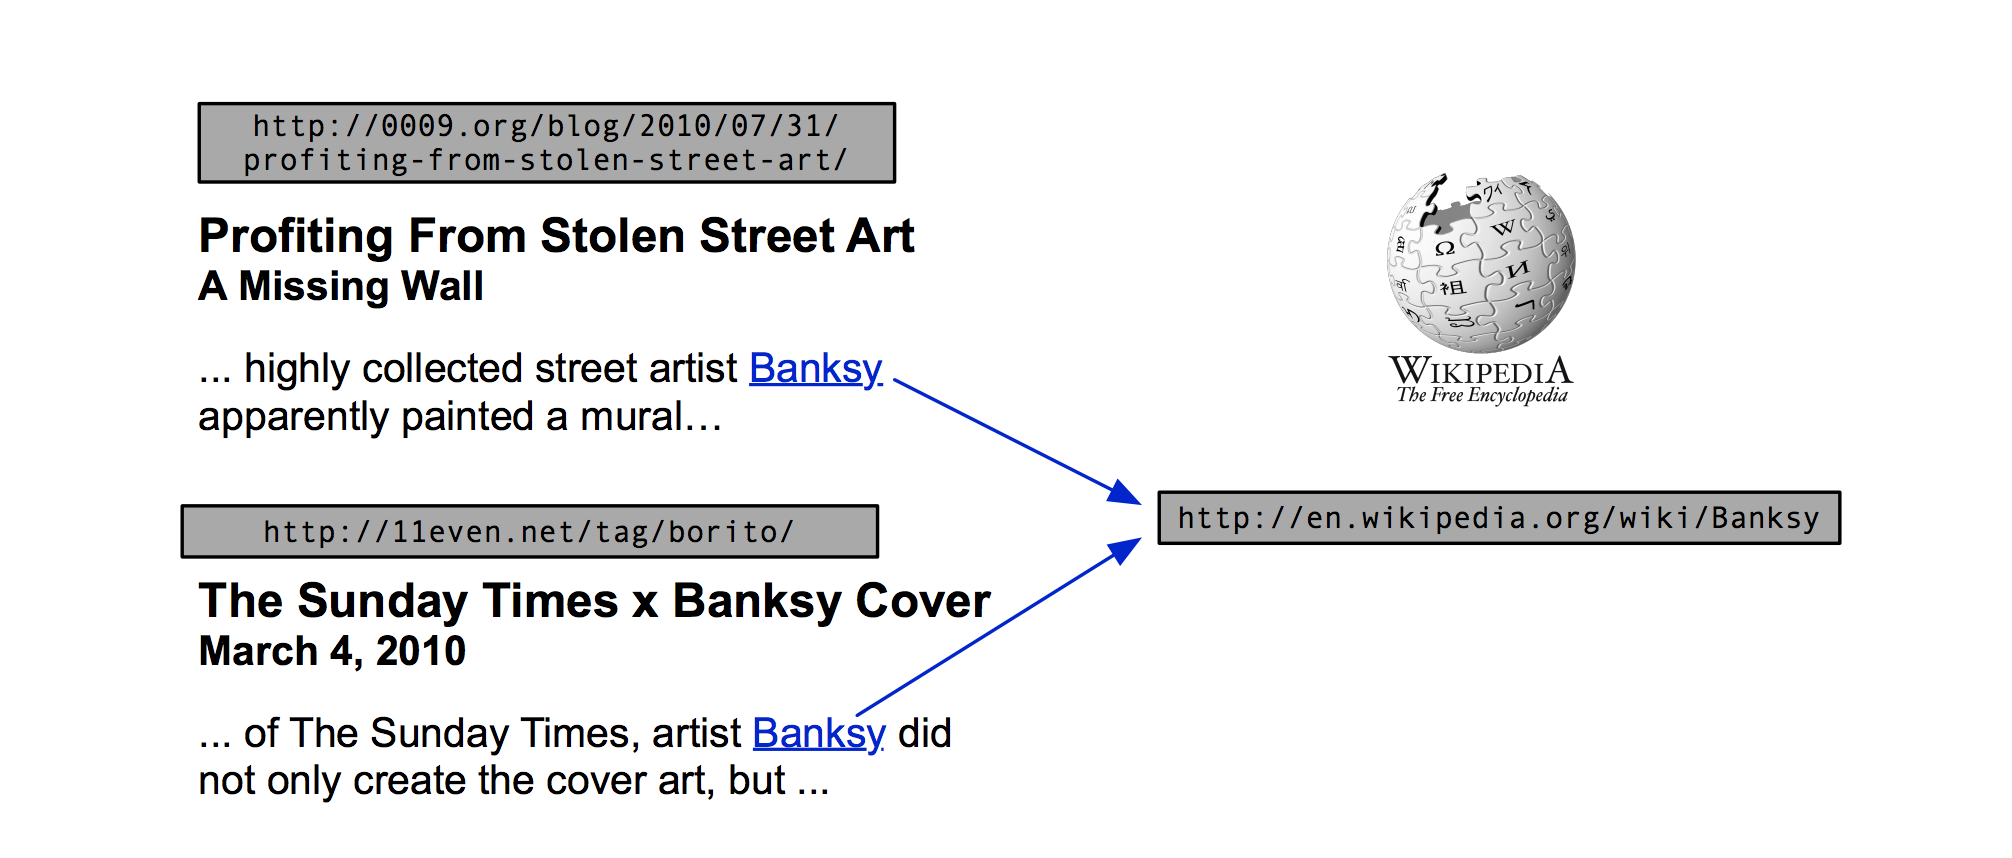 http://0009.org/blog/2010/07/31/
profiting-from-stolen-street-art/
Profiting From Stolen Street Art
A Missing Wall
... highly collected street artist Banksy
apparently painted a mural…
http://11even.net/tag/borito/
The Sunday Times x Banksy Cover
March 4, 2010
... of The Sunday Times, artist Banksy did
not only create the cover art, but ...
Ω W
祖 И
WIKIPEDIA
The Free Encyclopedia
http://en.wikipedia.org/wiki/Banksy